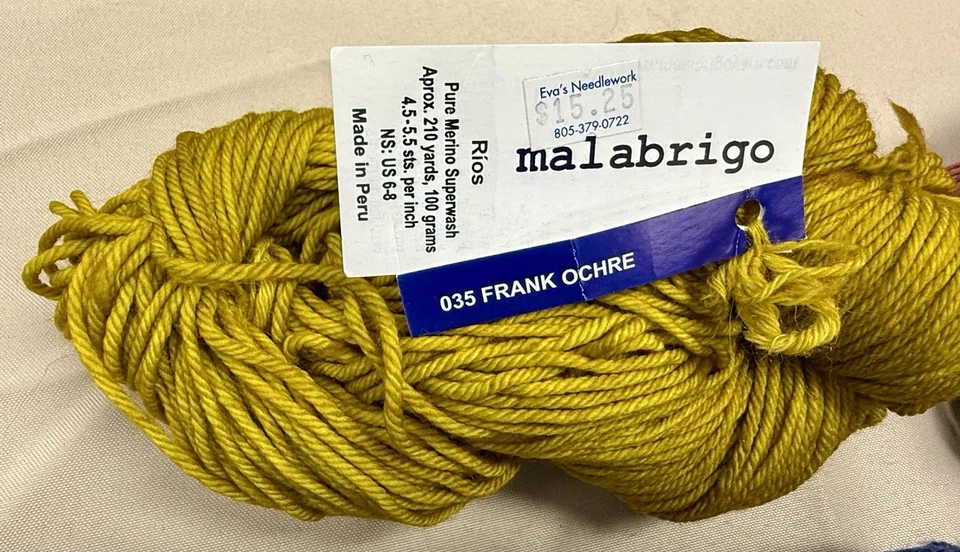 Eva's Needlework
$15.25
805-379-0722
malabrigo
035 FRANK OCHRE
Ríos
Pure Merino Superwash
Aprox. 210 yards, 100 grams
4.5-5.5 sts. per inch
NS: US 6-8
Made in Peru